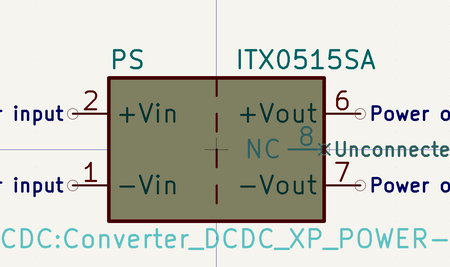 PS ITX0515SA
r input 2 +Vin +Vout 6 Power o
NC 8 Unconnecte
r input 1 -Vin -Vout 7 Power o
CDC:Converter_DCDC_XP_POWER-